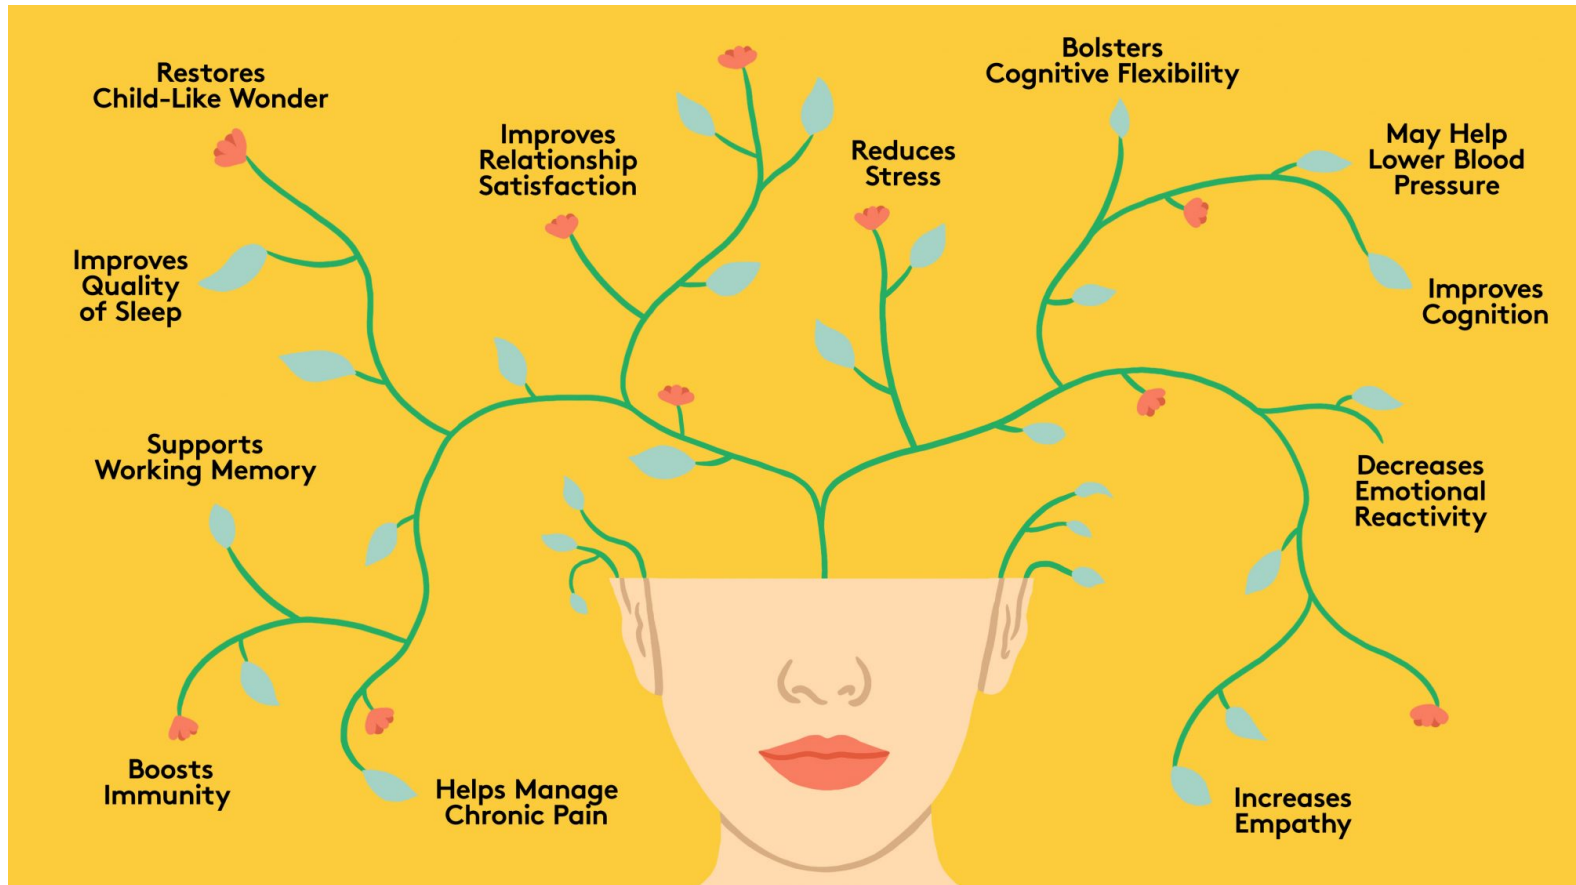 Restores
Child-Like Wonder
Improves
Relationship
Satisfaction
Reduces
Stress
Bolsters
Cognitive Flexibility
May Help
Lower Blood
Pressure
Improves
Quality
of Sleep
Improves
Cognition
Supports
Working Memory
Decreases
Emotional
Reactivity
Boosts
Immunity
Helps Manage
Chronic Pain
Increases
Empathy